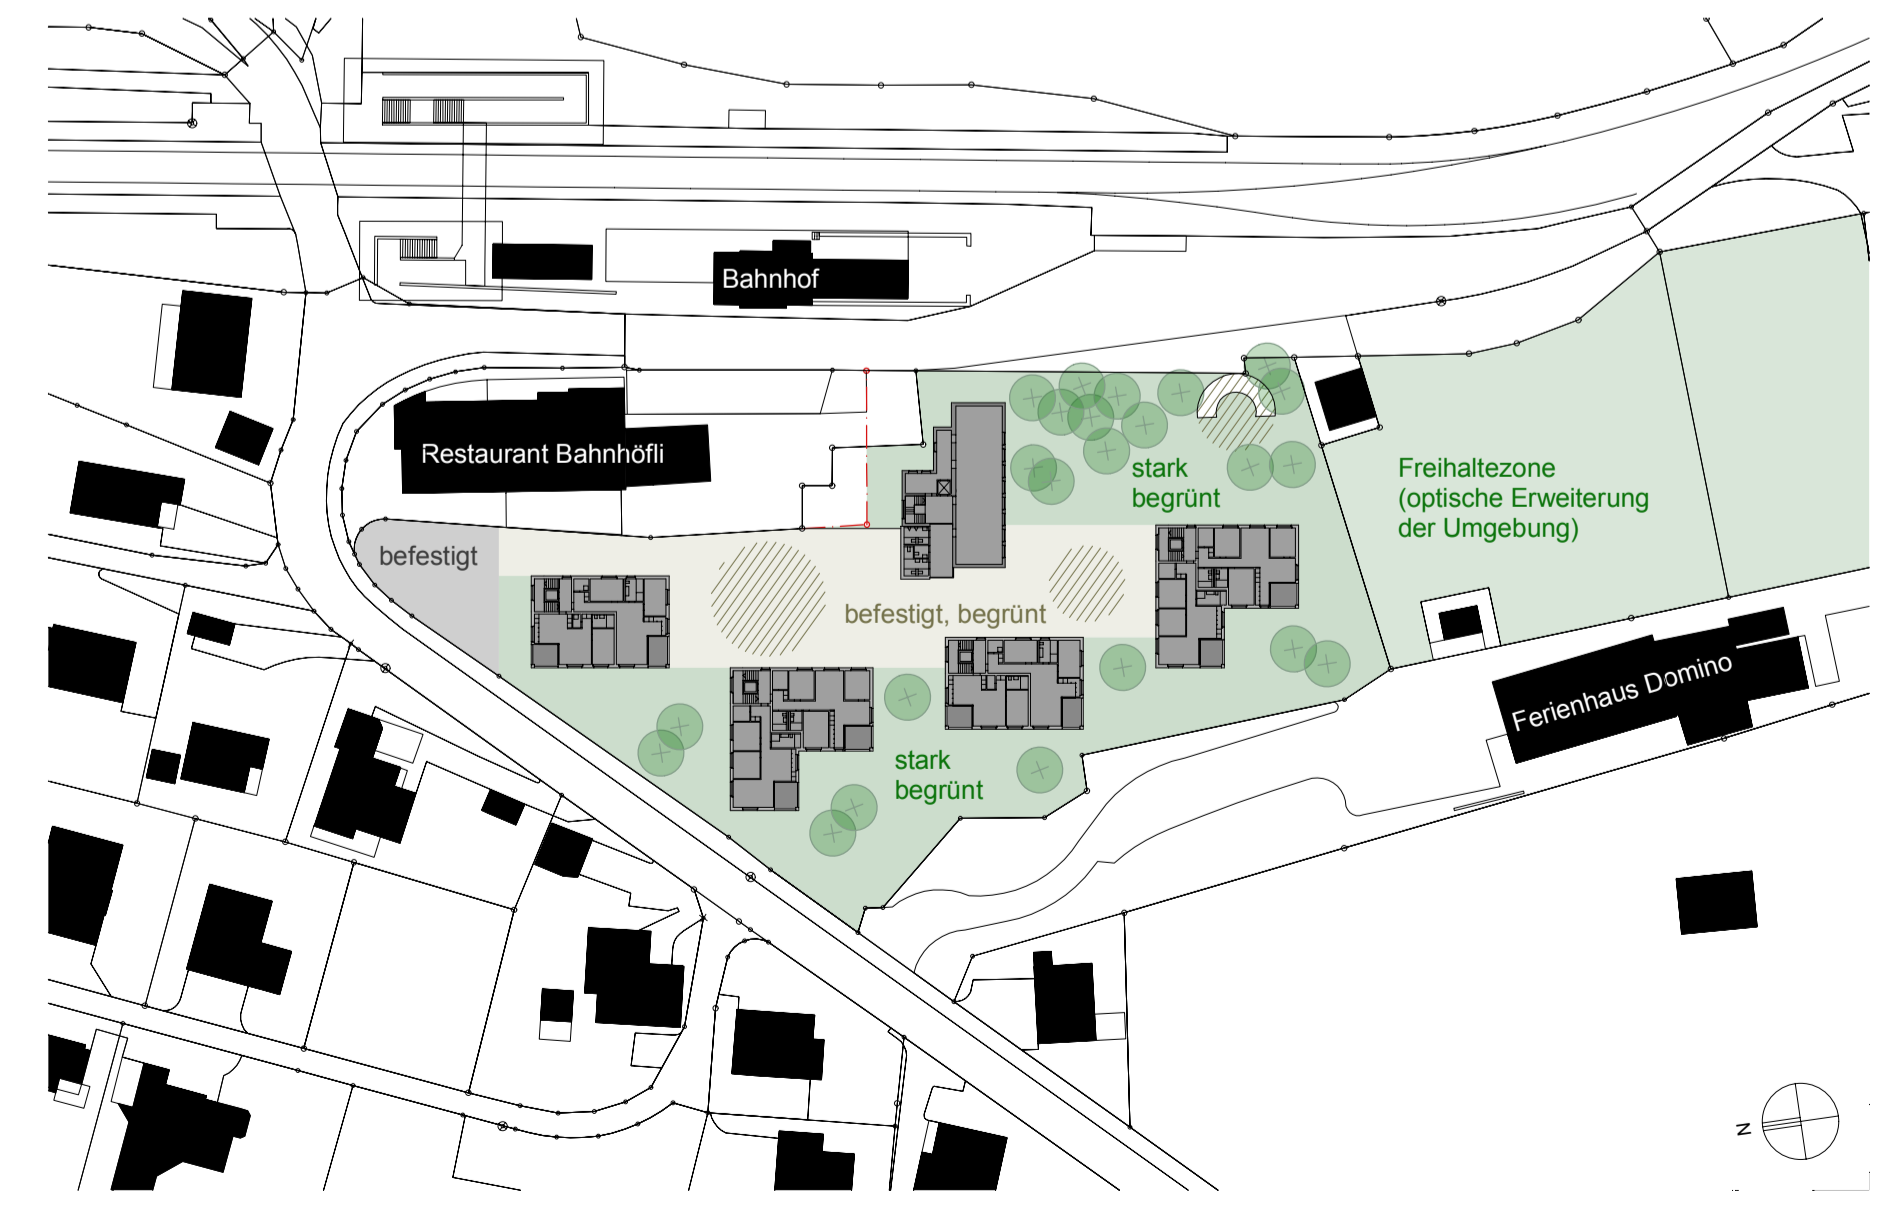 Bahnhof
Restaurant Bahnhöfli
stark
begrünt
Freihaltezone
(optische Erweiterung
der Umgebung)
befestigt
befestigt, begrünt
Ferienhaus Domino
stark
begrünt
N